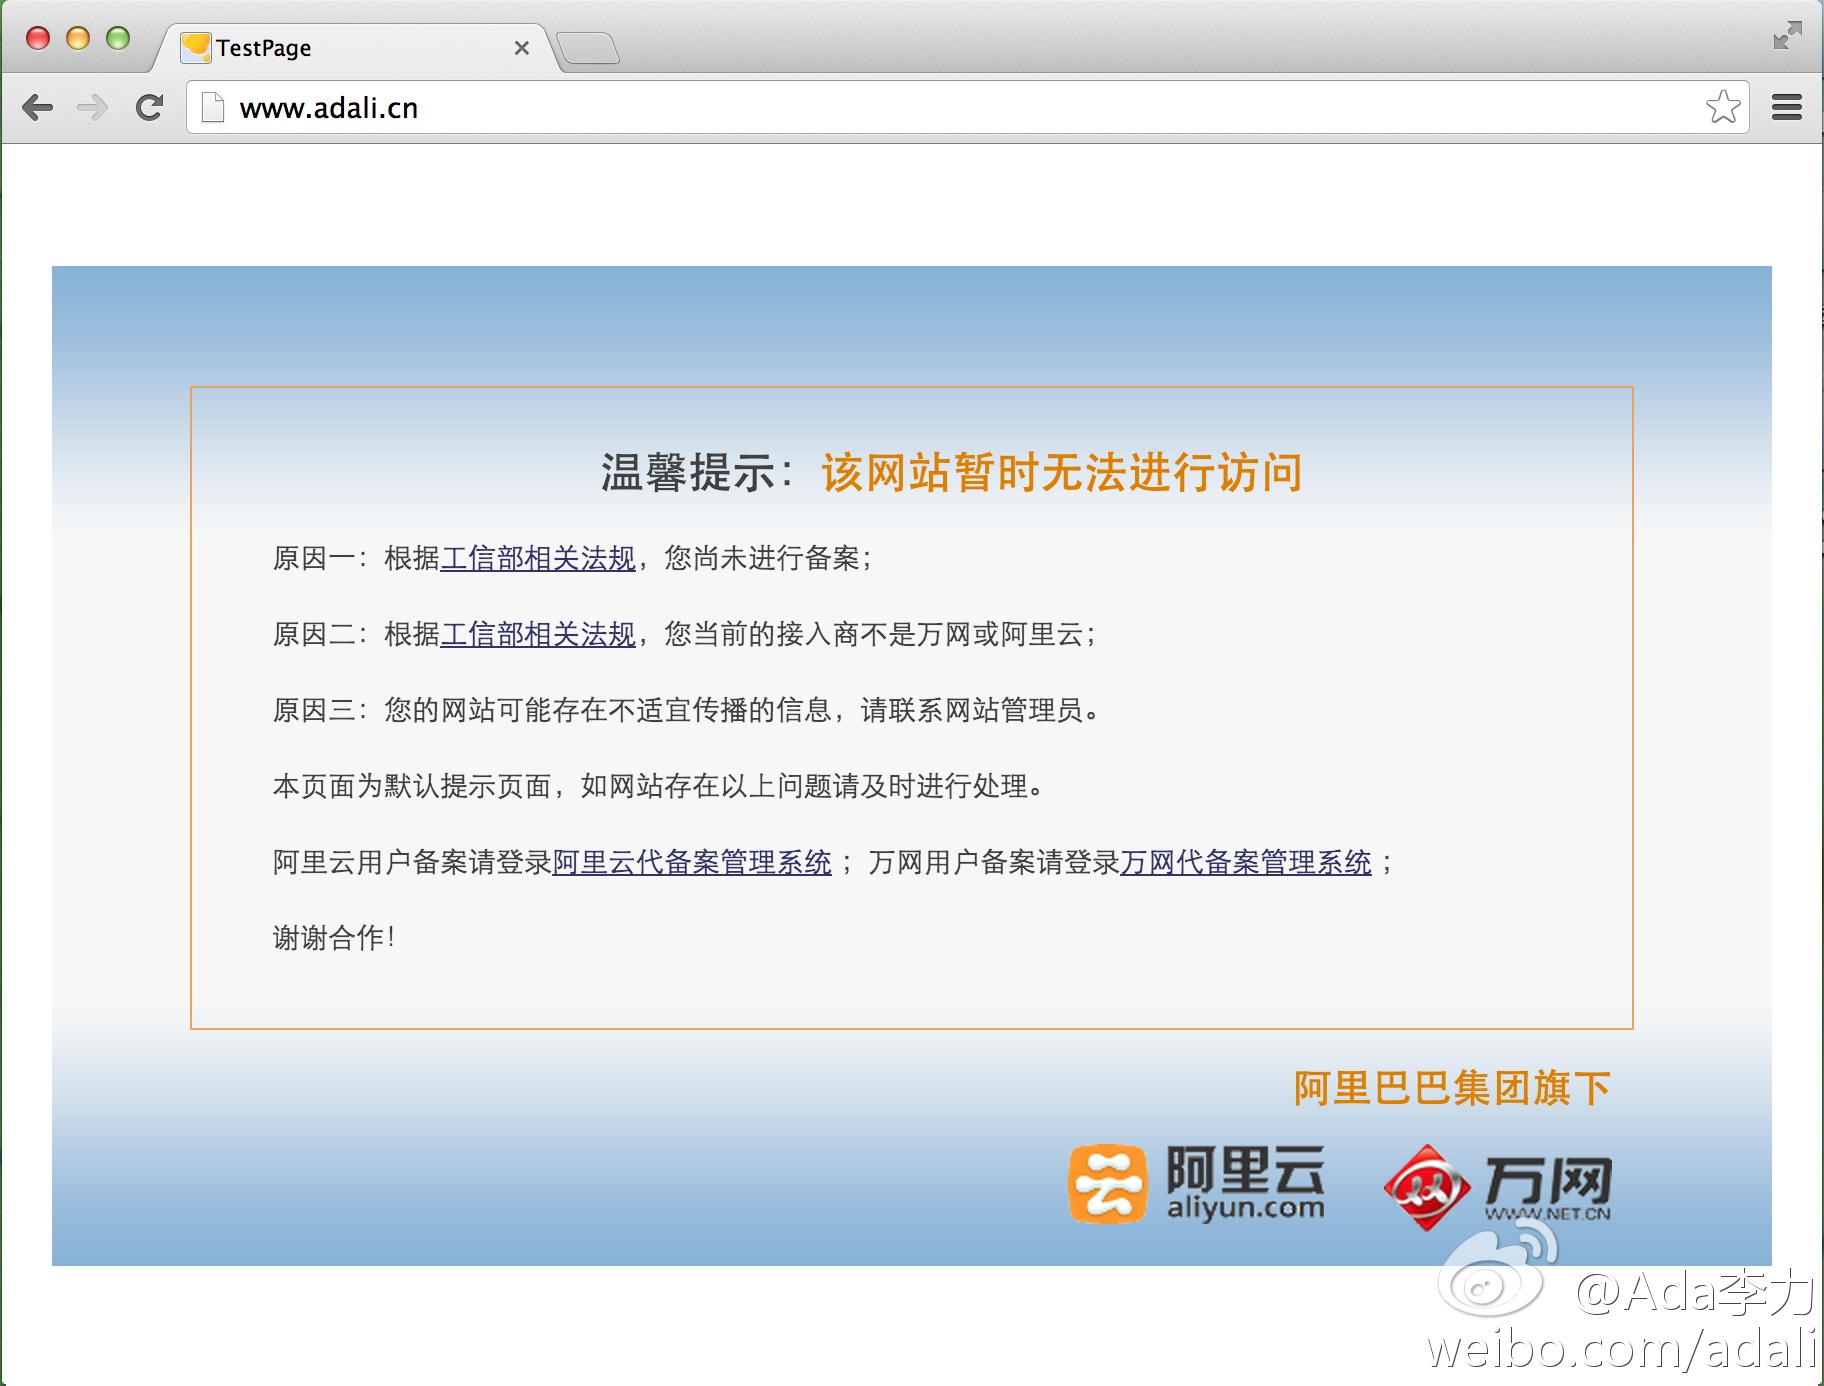 TestPage
www.adali.cn
温馨提示：该网站暂时无法进行访问
原因一：根据工信部相关法规，您尚未进行备案；
原因二：根据工信部相关法规，您当前的接入商不是万网或阿里云；
原因三：您的网站可能存在不适宜传播的信息，请联系网站管理员。
本页面为默认提示页面，如网站存在以上问题请及时进行处理。
阿里云用户备案请登录阿里云代备案管理系统 ；万网用户备案请登录万网代备案管理系统 ；
谢谢合作！
阿里巴巴集团旗下
云 阿里云 万网
aliyun.com WWW.NET.CN
@Ada李力
weibo.com/adali